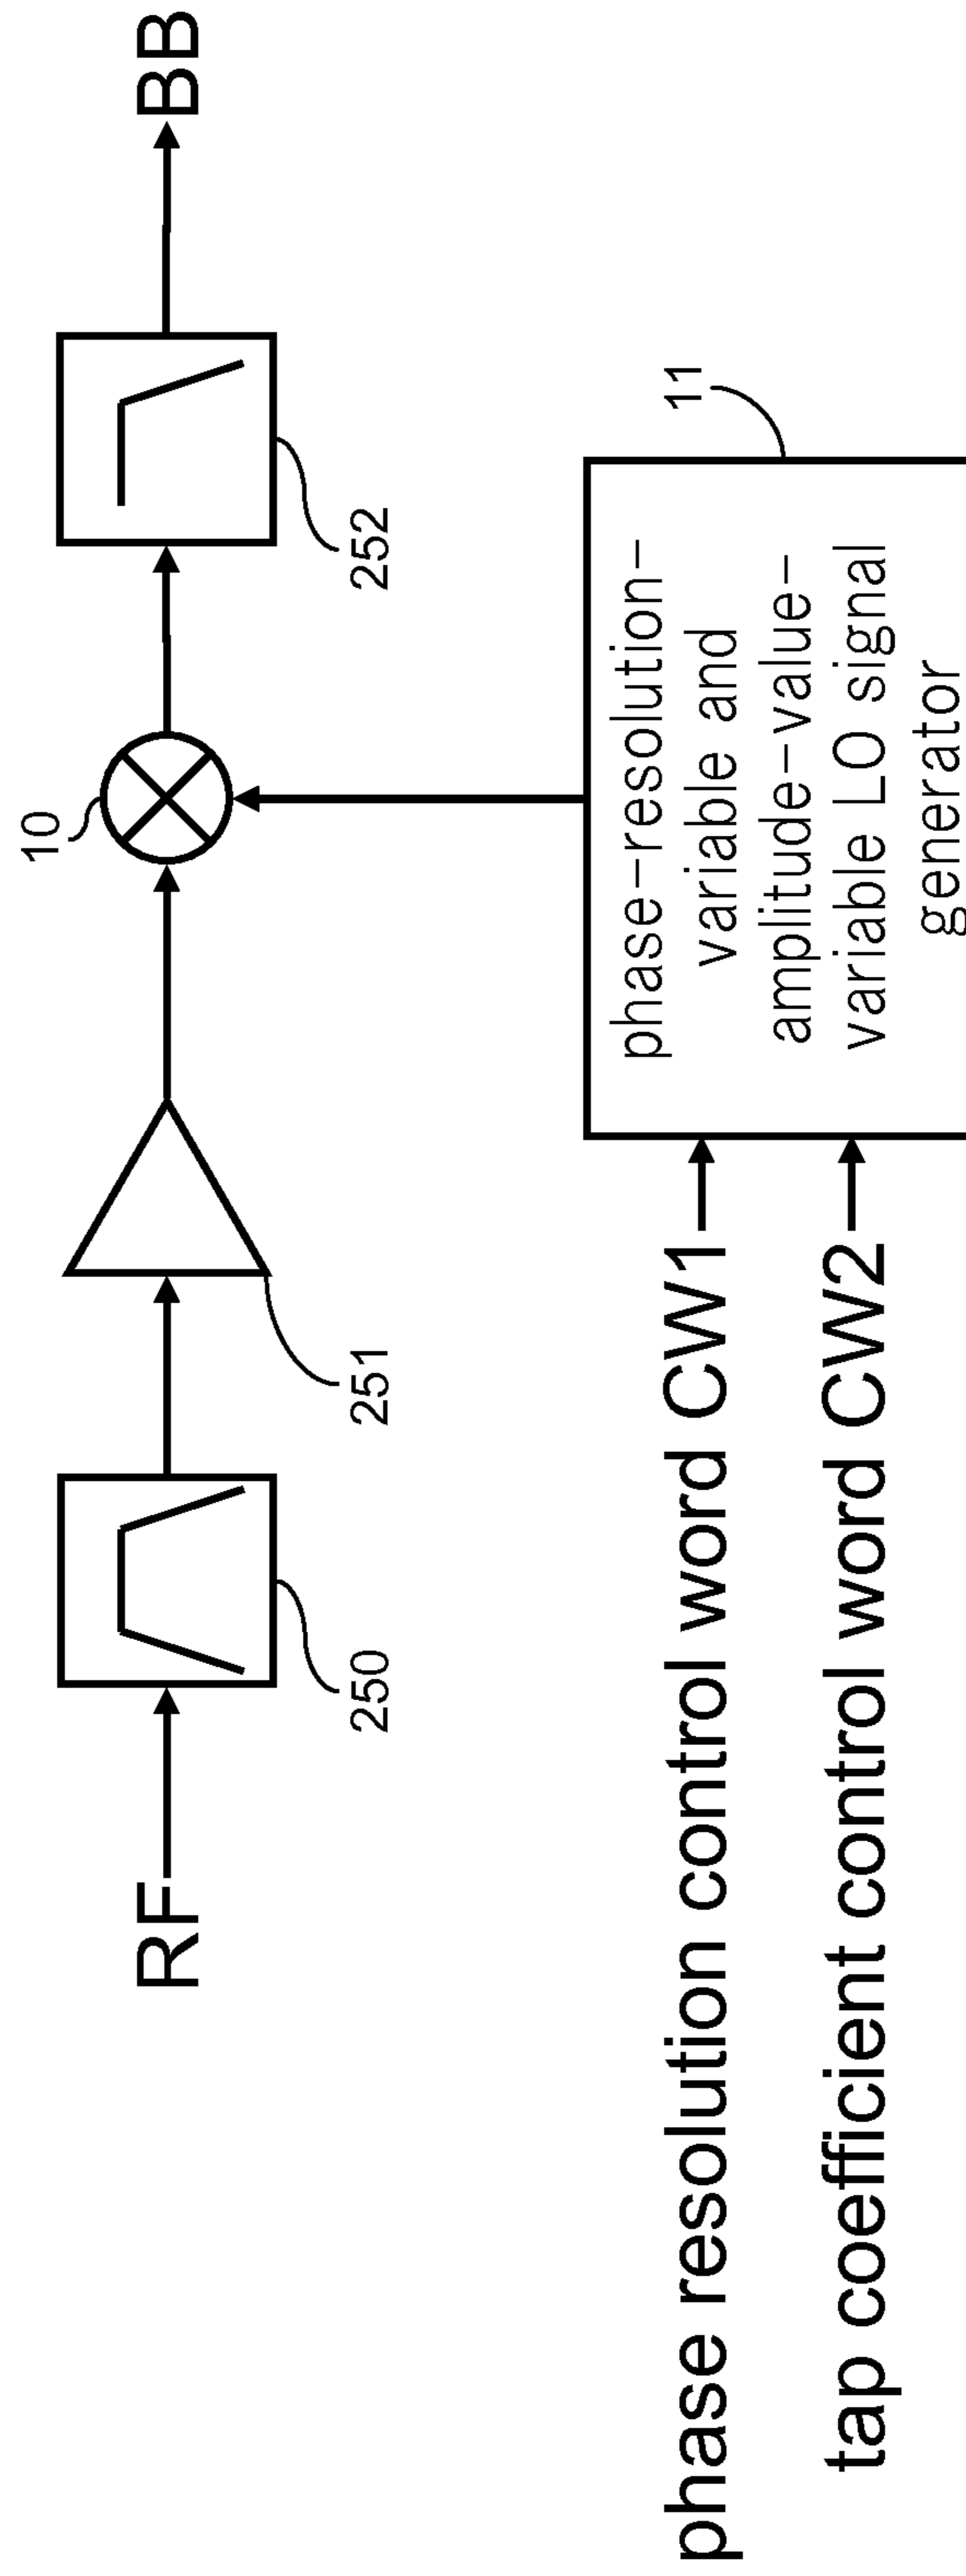 RF
250
251
10
252
BB
11
phase-resolution-
variable and
amplitude-value-
variable LO signal
generator
phase resolution control word CW1
tap coefficient control word CW2